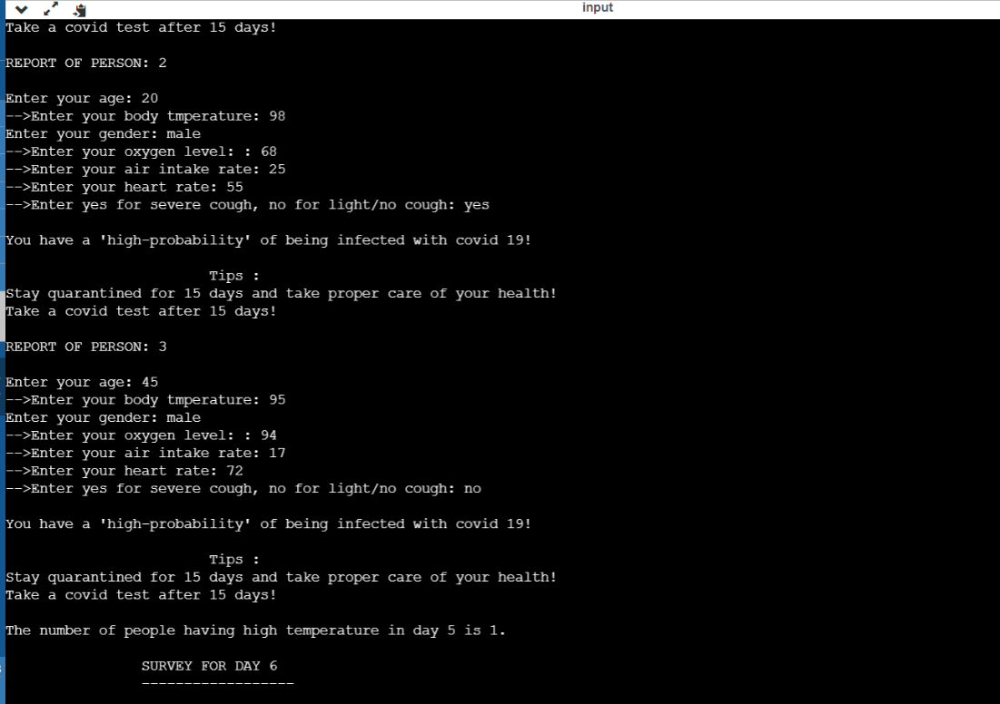 input
Take a covid test after 15 days!
REPORT OF PERSON: 2
Enter your age: 20
-->Enter your body tmperature: 98
Enter your gender: male
-->Enter your oxygen level: : 68
-->Enter your air intake rate: 25
-->Enter your heart rate: 55
-->Enter yes for severe cough, no for light/no cough: yes
You have a 'high-probability' of being infected with covid 19!
Tips :
Stay quarantined for 15 days and take proper care of your health!
Take a covid test after 15 days!
REPORT OF PERSON: 3
Enter your age: 45
-->Enter your body tmperature: 95
Enter your gender: male
-->Enter your oxygen level: : 94
-->Enter your air intake rate: 17
-->Enter your heart rate: 72
-->Enter yes for severe cough, no for light/no cough: no
You have a 'high-probability' of being infected with covid 19!
Tips :
Stay quarantined for 15 days and take proper care of your health!
Take a covid test after 15 days!
The number of people having high temperature in day 5 is 1.
SURVEY FOR DAY 6
------------------